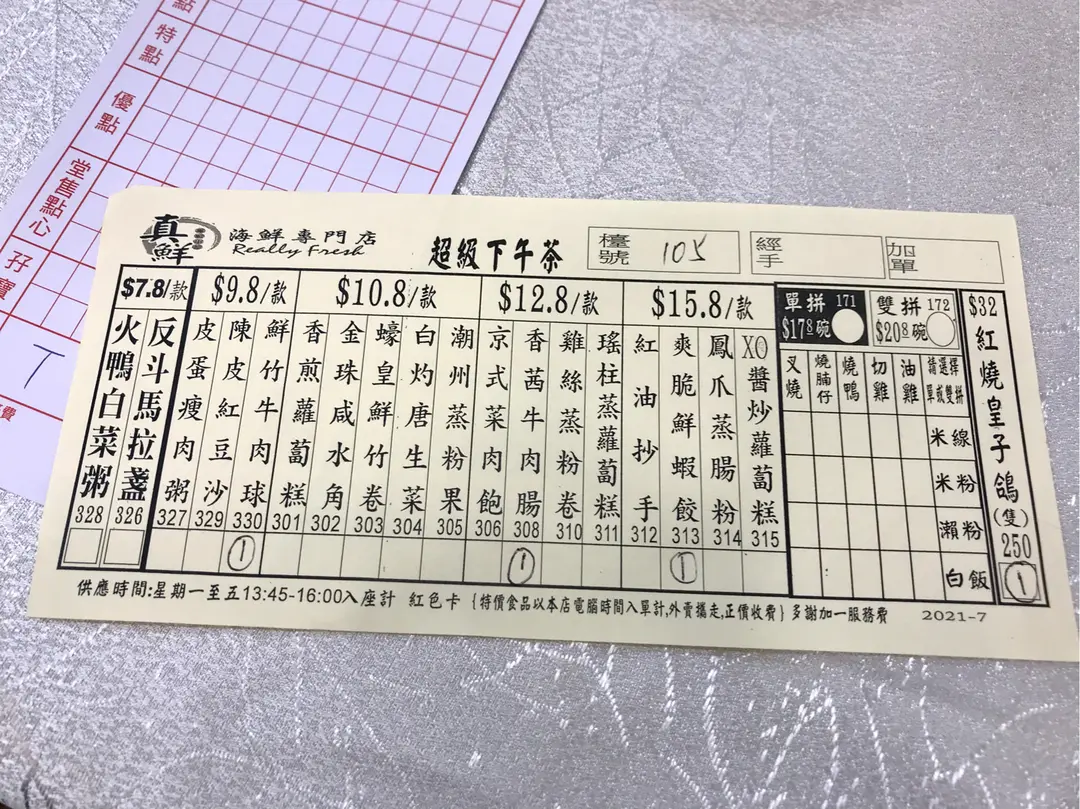 點
特點
優點
堂售點心
孖寶
T
費
真鮮 海鮮專門店
Really Fresh
超級下午茶
檯號 105
經手
加單
$7.8/款
火鴨白菜粥 328
反斗馬拉盞 326
$9.8/款
皮蛋瘦肉粥 327
陳皮紅豆沙 329
鮮竹牛肉球 330 1
$10.8/款
香煎蘿蔔糕 301
金珠咸水角 302
蠔皇鮮竹卷 303
白灼唐生菜 304
潮州蒸粉果 305
$12.8/款
京式菜肉飽 306
香茜牛肉腸 308 1
雞絲蒸粉卷 310
瑤柱蒸蘿蔔糕 311
$15.8/款
紅油抄手 312
爽脆鮮蝦餃 313 1
鳳爪蒸腸粉 314
XO醬炒蘿蔔糕 315
單拼 171
$17.8碗
雙拼 172
$20.8碗
叉燒
燒腩仔
燒鴨
切雞
油雞
請選擇單或雙拼
米線
米粉
瀨粉
白飯
$32
紅燒皇子鴿(隻) 250 1
供應時間:星期一至五13:45-16:00入座計 紅色卡 {特價食品以本店電腦時間入單計,外賣攜走,正價收費} 多謝加一服務費 2021-7